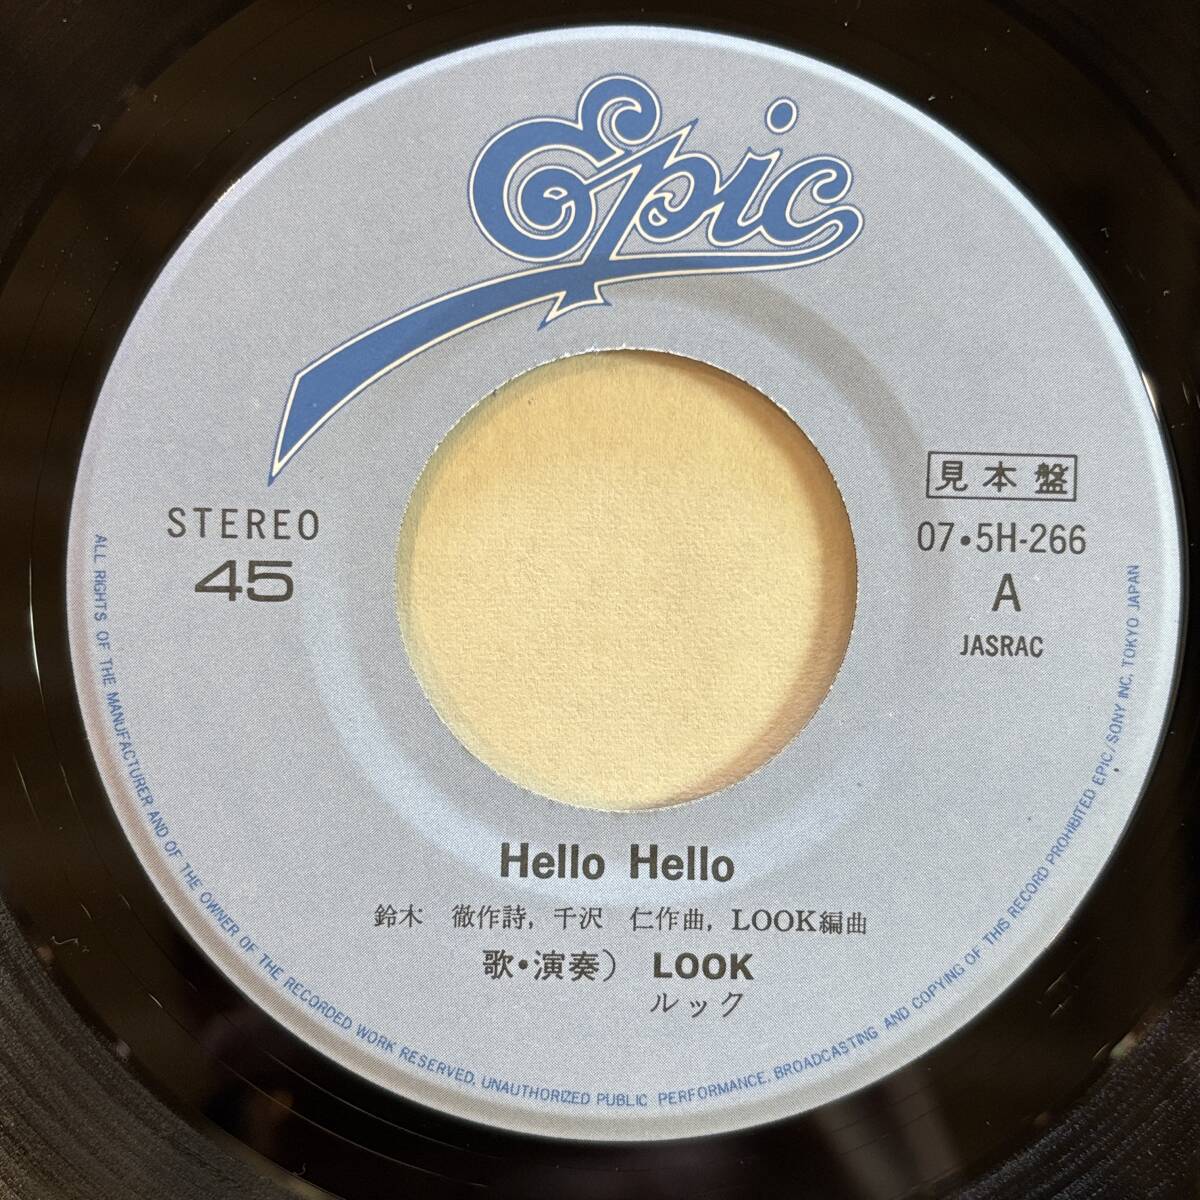 Epic
見本盤
STEREO
45
07・5H-266
A
JASRAC
Hello Hello
鈴木 徹作詩, 千沢 仁作曲, LOOK編曲
歌・演奏) LOOK
ルック
ALL RIGHTS OF THE MANUFACTURER AND OF THE OWNER OF THE RECORDED WORK RESERVED. UNAUTHORIZED PUBLIC PERFORMANCE. BROADCASTING AND COPYING OF THIS RECORD PROHIBITED EPIC/SONY INC. TOKYO JAPAN